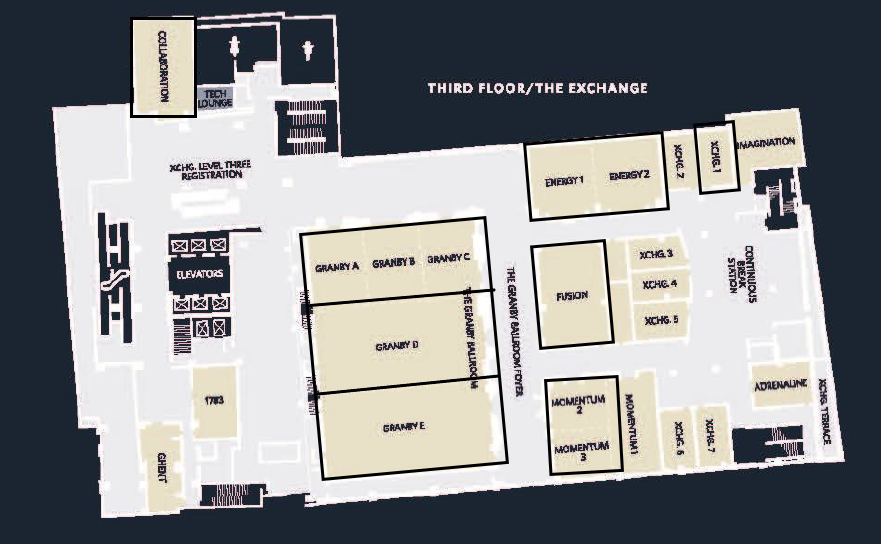 THIRD FLOOR/THE EXCHANGE
COLLABORATION
TECH
LOUNGE
XCHG. LEVEL THREE
REGISTRATION
ELEVATORS
1783
GHENT
GRANBY A
GRANBY B
GRANBY C
GRANBY D
GRANBY E
THE GRANBY BALLROOM
THE GRANBY BALLROOM FOYER
ENERGY 1
ENERGY 2
XCHG. 2
XCHG. 1
IMAGINATION
FUSION
XCHG. 3
XCHG. 4
XCHG. 5
CONTINUOUS
BREAK
STATION
MOMENTUM
2
MOMENTUM
3
MOMENTUM 1
XCHG. 6
XCHG. 7
ADRENALINE
XCHG. TERRACE